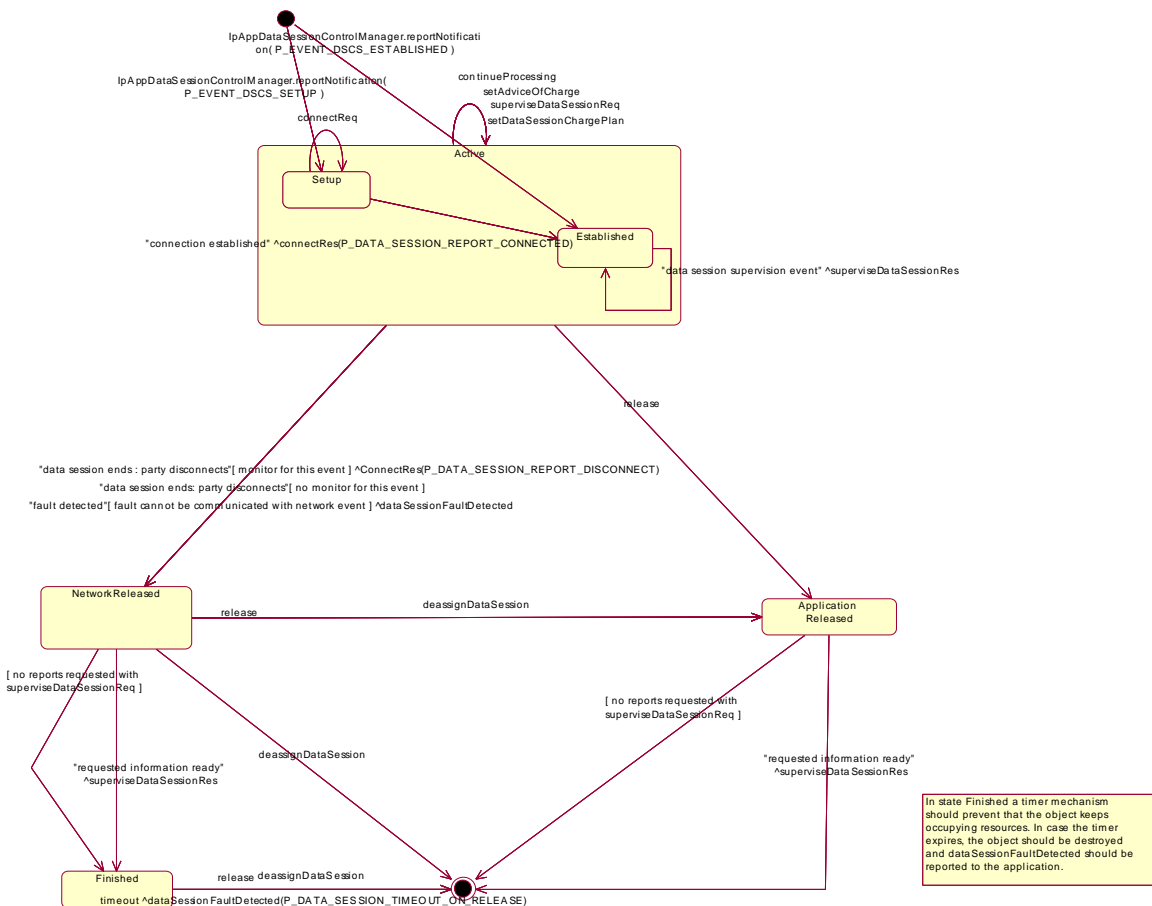 IpAppDataSessionControlManager.reportNotificati
on( P_EVENT_DSCS_ESTABLISHED )
IpAppDataSessionControlManager.reportNotification(
P_EVENT_DSCS_SETUP )
continueProcessing
setAdviceOfCharge
superviseDataSessionReq
setDataSessionChargePlan
connectReq
Active
Setup
Established
"connection established" ^connectRes(P_DATA_SESSION_REPORT_CONNECTED)
"data session supervision event" ^superviseDataSessionRes
release
"data session ends : party disconnects"[ monitor for this event ] ^ConnectRes(P_DATA_SESSION_REPORT_DISCONNECT)
"data session ends: party disconnects"[ no monitor for this event ]
"fault detected"[ fault cannot be communicated with network event ] ^dataSessionFaultDetected
NetworkReleased
Application
Released
release
deassignDataSession
[ no reports requested with
superviseDataSessionReq ]
[ no reports requested with
superviseDataSessionReq ]
deassignDataSession
"requested information ready"
^superviseDataSessionRes
"requested information ready"
^superviseDataSessionRes
In state Finished a timer mechanism
should prevent that the object keeps
occupying resources. In case the timer
expires, the object should be destroyed
and dataSessionFaultDetected should be
reported to the application.
Finished
release
deassignDataSession
timeout ^dataSessionFaultDetected(P_DATA_SESSION_TIMEOUT_ON_RELEASE)